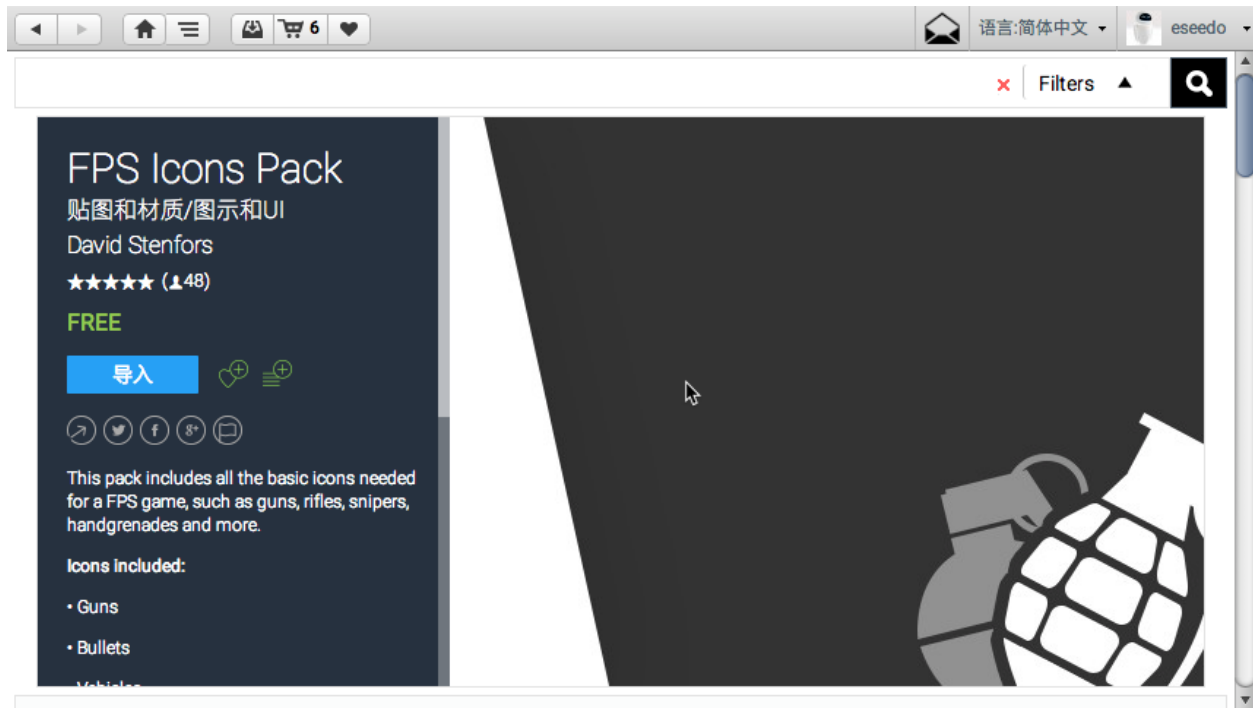 6
语言:简体中文
eseedo
Filters
FPS Icons Pack
贴图和材质/图示和UI
David Stenfors
★★★★★ (48)
FREE
导入
This pack includes all the basic icons needed
for a FPS game, such as guns, rifles, snipers,
handgrenades and more.
Icons included:
• Guns
• Bullets